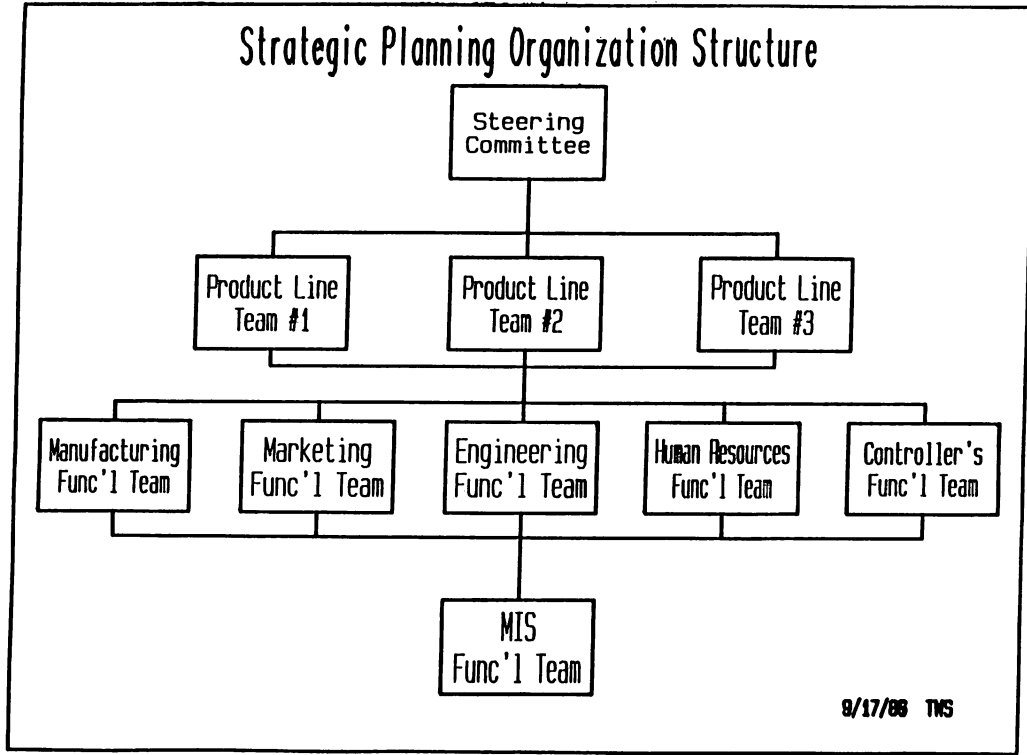 Strategic Planning Organization Structure
Steering
Committee
Product Line
Team #1
Product Line
Team #2
Product Line
Team #3
Manufacturing
Func'l Team
Marketing
Func'l Team
Engineering
Func'l Team
Human Resources
Func'l Team
Controller's
Func'l Team
MIS
Func'l Team
TWS